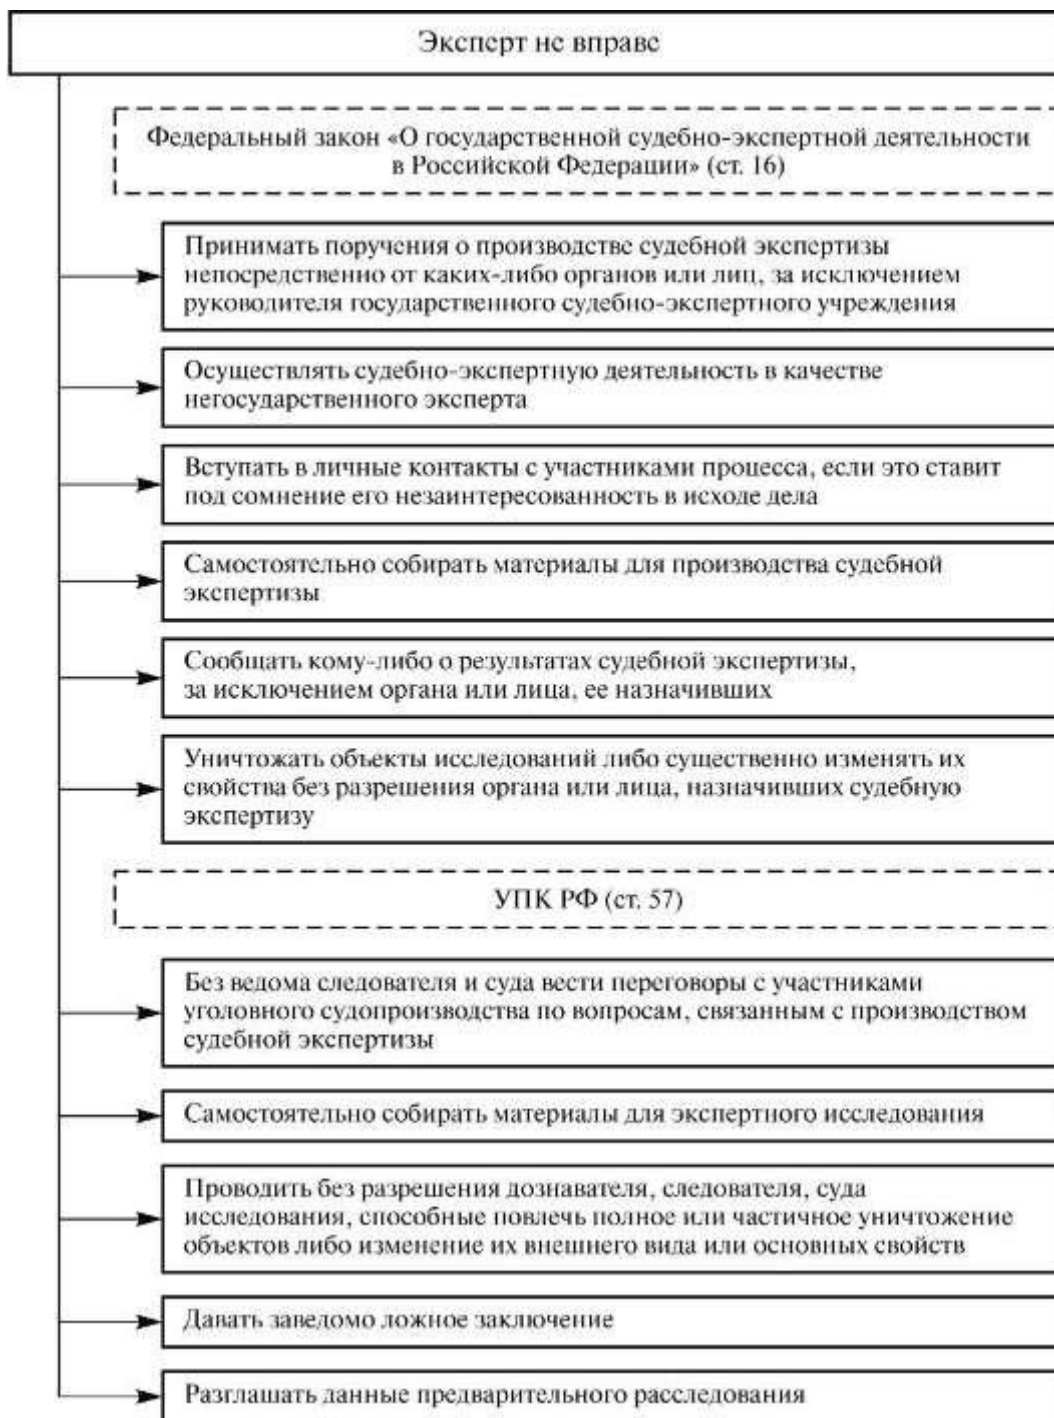 Эксперт не вправе
Федеральный закон «О государственной судебно-экспертной деятельности
в Российской Федерации» (ст. 16)
Принимать поручения о производстве судебной экспертизы
непосредственно от каких-либо органов или лиц, за исключением
руководителя государственного судебно-экспертного учреждения
Осуществлять судебно-экспертную деятельность в качестве
негосударственного эксперта
Вступать в личные контакты с участниками процесса, если это ставит
под сомнение его незаинтересованность в исходе дела
Самостоятельно собирать материалы для производства судебной
экспертизы
Сообщать кому-либо о результатах судебной экспертизы,
за исключением органа или лица, ее назначивших
Уничтожать объекты исследований либо существенно изменять их
свойства без разрешения органа или лица, назначивших судебную
экспертизу
УПК РФ (ст. 57)
Без ведома следователя и суда вести переговоры с участниками
уголовного судопроизводства по вопросам, связанным с производством
судебной экспертизы
Самостоятельно собирать материалы для экспертного исследования
Проводить без разрешения дознавателя, следователя, суда
исследования, способные повлечь полное или частичное уничтожение
объектов либо изменение их внешнего вида или основных свойств
Давать заведомо ложное заключение
Разглашать данные предварительного расследования